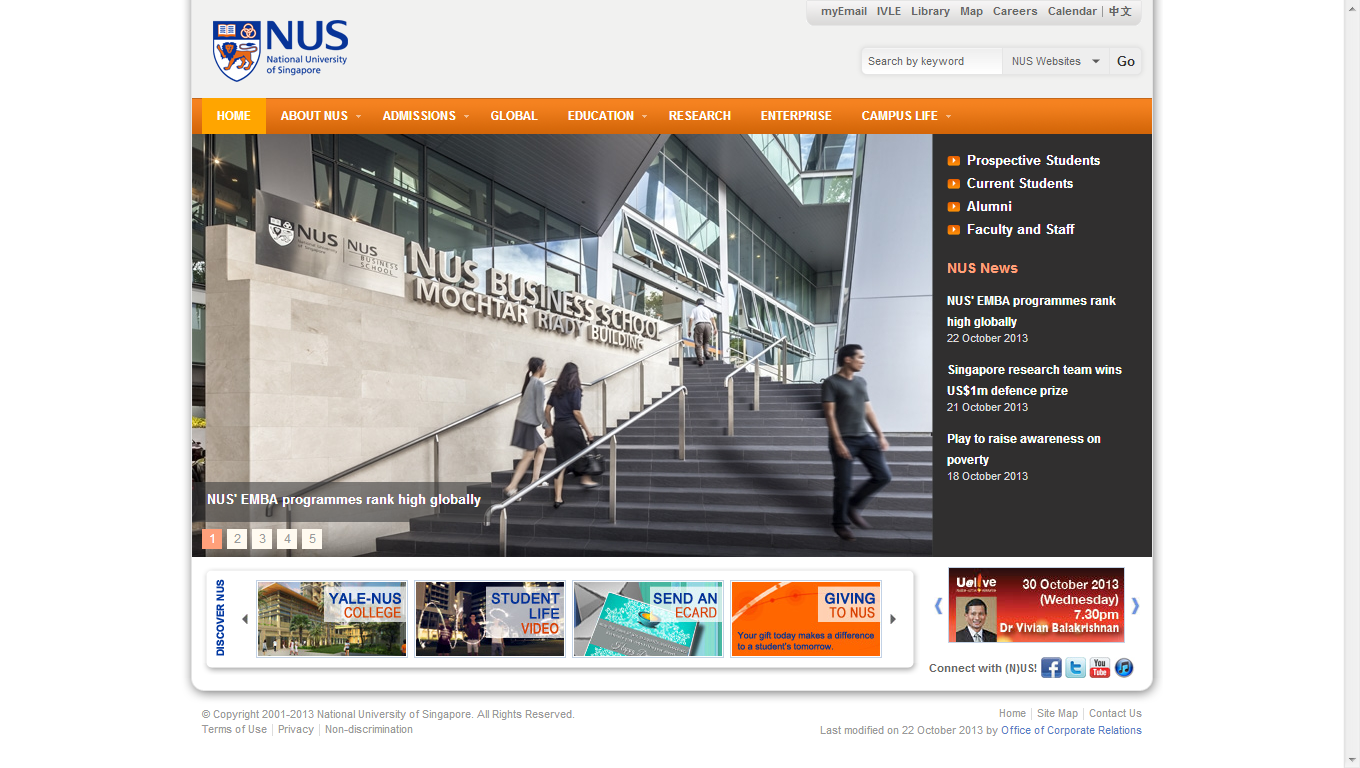 myEmail IVLE Library Map Careers Calendar | 中文
NUS
National University
of Singapore
Search by keyword NUS Websites Go
HOME ABOUT NUS ADMISSIONS GLOBAL EDUCATION RESEARCH ENTERPRISE CAMPUS LIFE
NUS
National University
of Singapore
NUS
BUSINESS
SCHOOL
NUS BUSINESS SCHOOL
MOCHTAR RIADY BUILDING
NUS' EMBA programmes rank high globally
1 2 3 4 5
Prospective Students
Current Students
Alumni
Faculty and Staff
NUS News
NUS' EMBA programmes rank
high globally
22 October 2013
Singapore research team wins
US$1m defence prize
21 October 2013
Play to raise awareness on
poverty
18 October 2013
DISCOVER NUS
YALE-NUS
COLLEGE
STUDENT
LIFE
VIDEO
SEND AN
ECARD
GIVING
TO NUS
Your gift today makes a difference
to a student's tomorrow.
U@live
30 October 2013
(Wednesday)
7.30pm
Dr Vivian Balakrishnan
Connect with (N)US!
You
Tube
© Copyright 2001-2013 National University of Singapore. All Rights Reserved.
Terms of Use | Privacy | Non-discrimination
Home | Site Map | Contact Us
Last modified on 22 October 2013 by Office of Corporate Relations